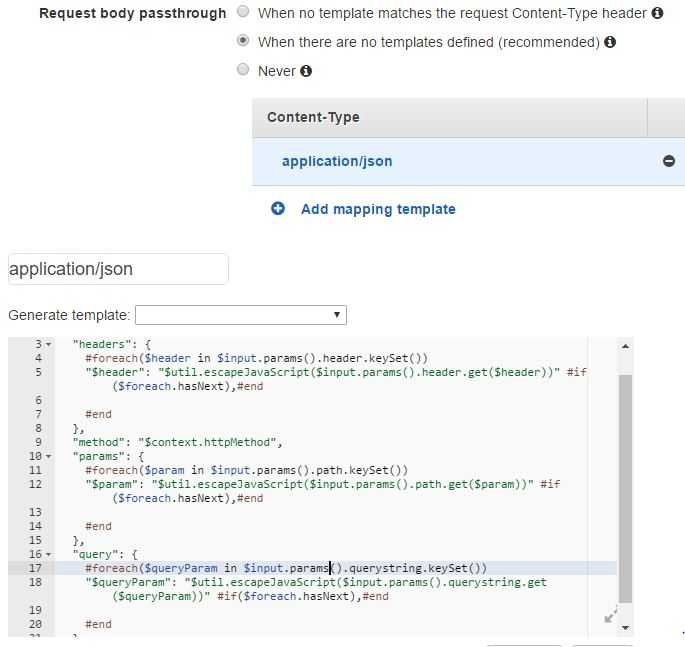 Request body passthrough
When no template matches the request Content-Type header
When there are no templates defined (recommended)
Never
Content-Type
application/json
Add mapping template
application/json
Generate template:
3 "headers": {
4 #foreach($header in $input.params().header.keySet())
5 "$header": "$util.escapeJavaScript($input.params().header.get($header))" #if
($foreach.hasNext),#end
6
7 #end
8 },
9 "method": "$context.httpMethod",
10 "params": {
11 #foreach($param in $input.params().path.keySet())
12 "$param": "$util.escapeJavaScript($input.params().path.get($param))" #if
($foreach.hasNext),#end
13
14 #end
15 },
16 "query": {
17 #foreach($queryParam in $input.params().querystring.keySet())
18 "$queryParam": "$util.escapeJavaScript($input.params().querystring.get
($queryParam))" #if($foreach.hasNext),#end
19
20 #end